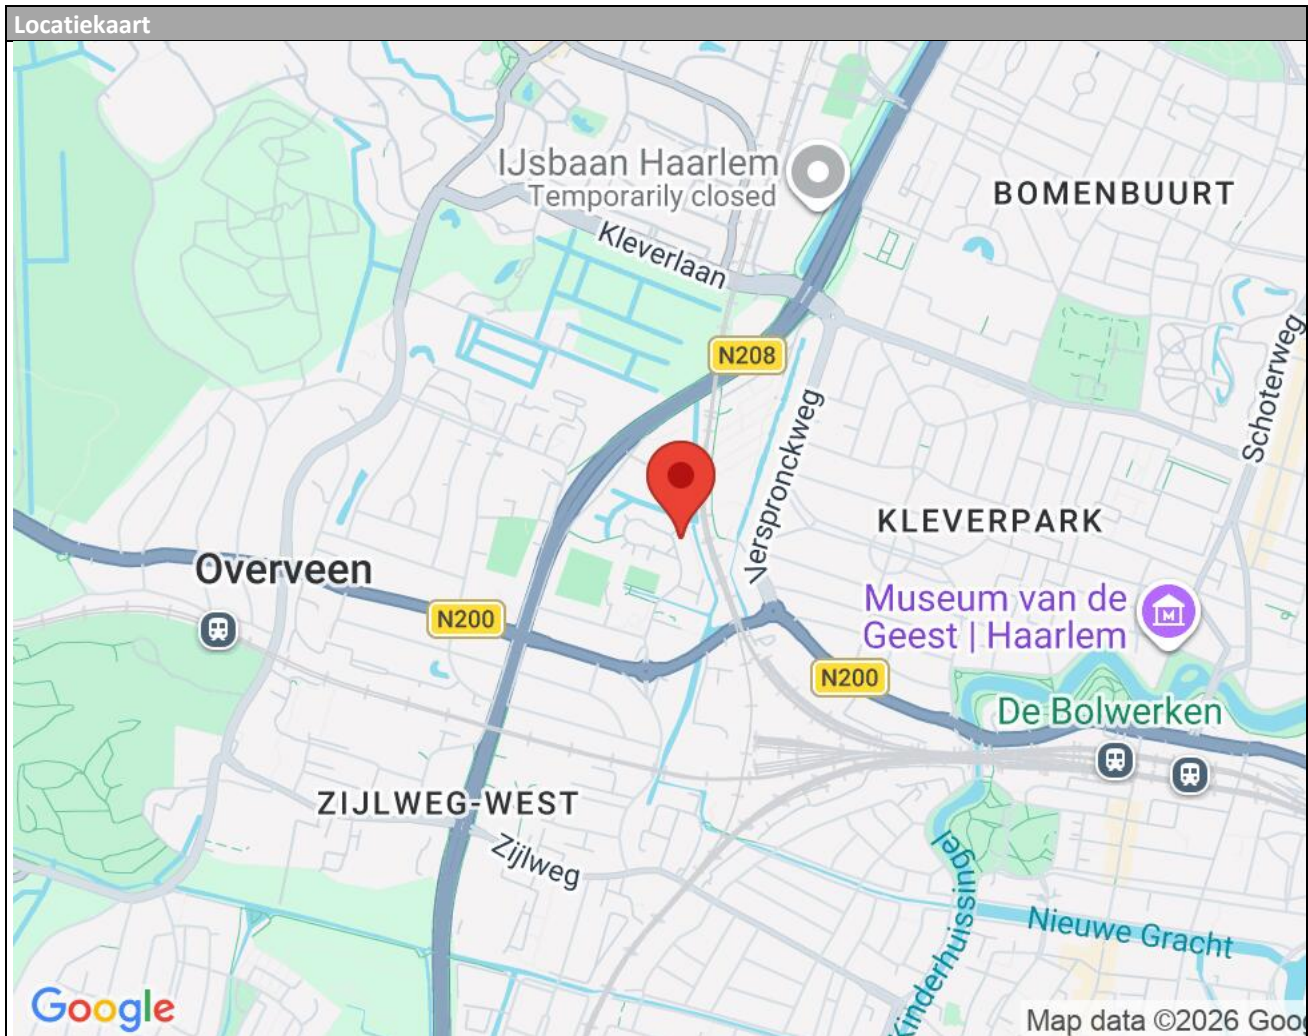 Locatiekaart
IJsbaan Haarlem
Temporarily closed
BOMENBUURT
Kleverlaan
N208
Schoterweg
Verspronckweg
KLEVERPARK
Overveen
N200
Museum van de
Geest | Haarlem
N200
De Bolwerken
ZIJLWEG-WEST
Zijlweg
Kinderhuissingel
Nieuwe Gracht
Google
Map data ©2026 Goo